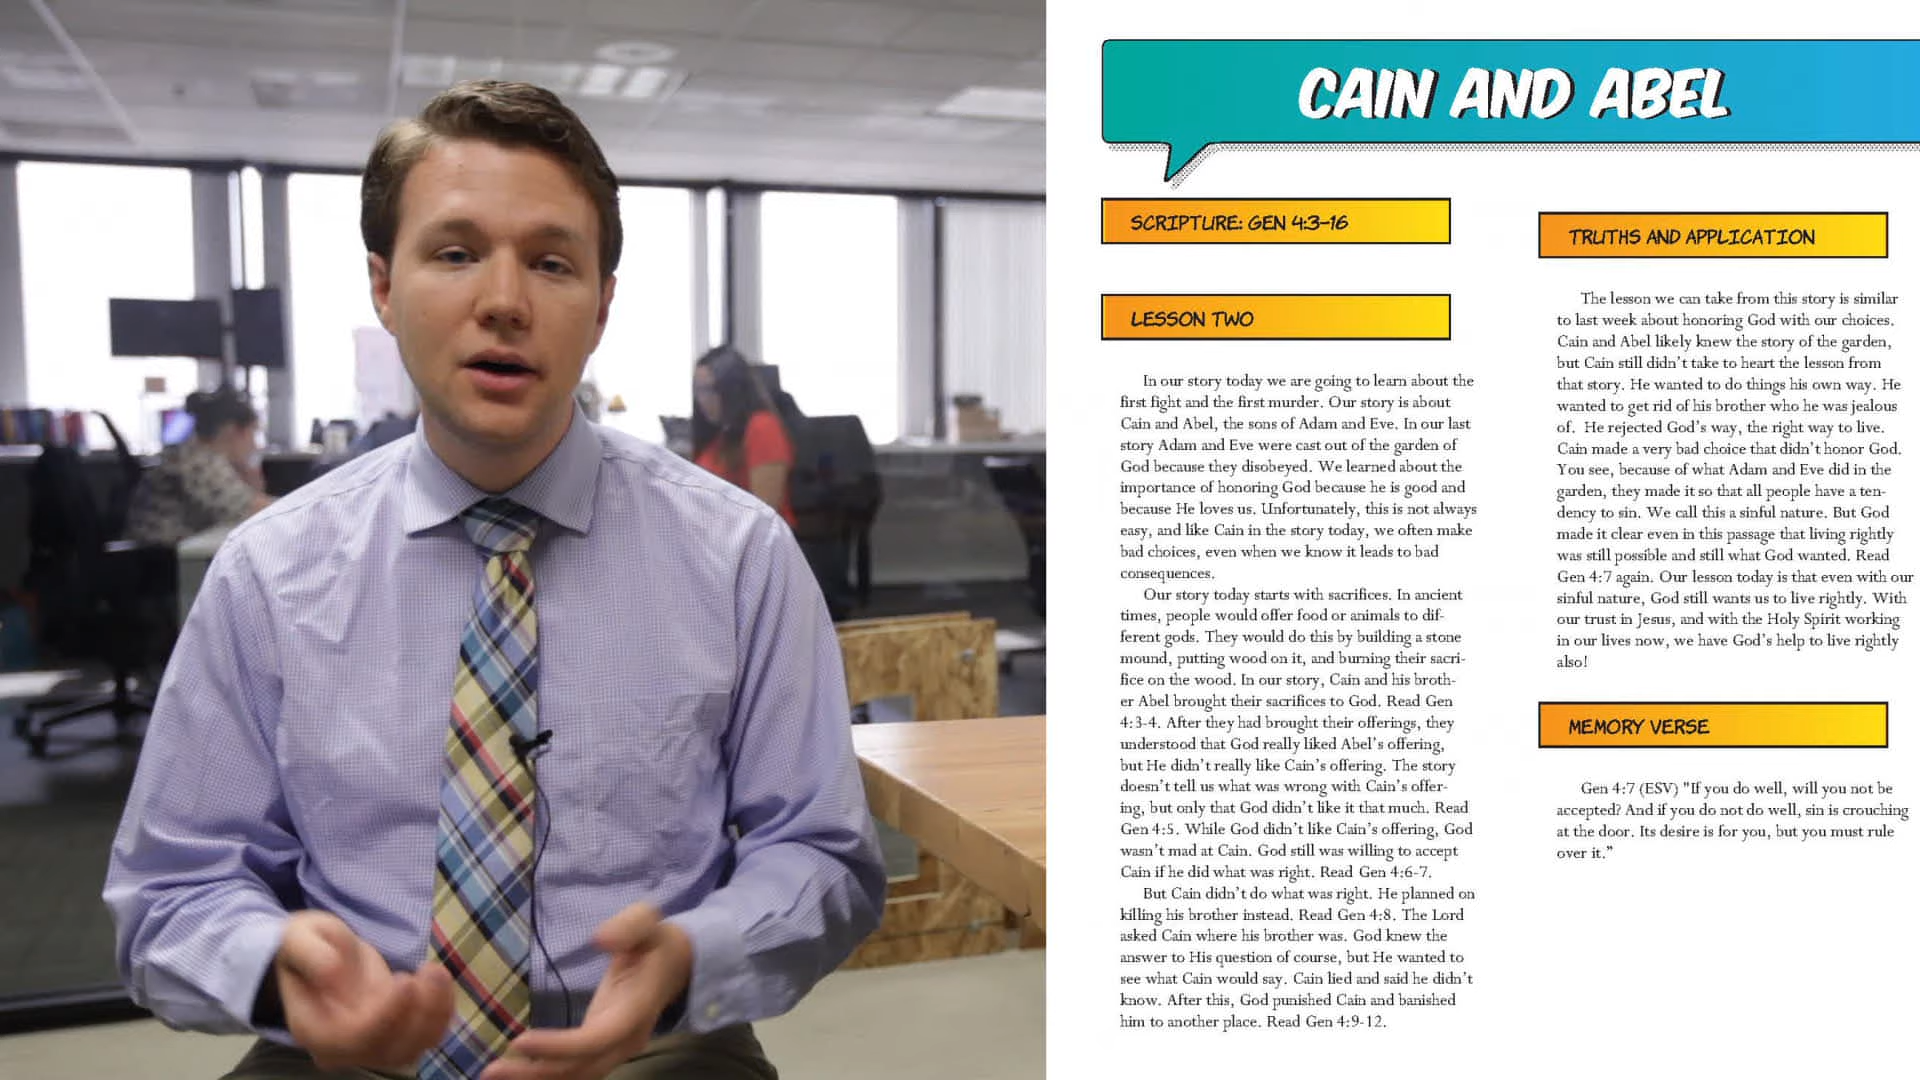 CAIN AND ABEL
SCRIPTURE: GEN 4:3-16
LESSON TWO
In our story today we are going to learn about the
first fight and the first murder. Our story is about
Cain and Abel, the sons of Adam and Eve. In our last
story Adam and Eve were cast out of the garden of
God because they disobeyed. We learned about the
importance of honoring God because he is good and
because He loves us. Unfortunately, this is not always
easy, and like Cain in the story today, we often make
bad choices, even when we know it leads to bad
consequences.
Our story today starts with sacrifices. In ancient
times, people would offer food or animals to dif-
ferent gods. They would do this by building a stone
mound, putting wood on it, and burning their sacri-
fice on the wood. In our story, Cain and his broth-
er Abel brought their sacrifices to God. Read Gen
4:3-4. After they had brought their offerings, they
understood that God really liked Abel's offering,
but He didn't really like Cain's offering. The story
doesn't tell us what was wrong with Cain's offer-
ing, but only that God didn't like it that much. Read
Gen 4:5. While God didn't like Cain's offering, God
wasn't mad at Cain. God still was willing to accept
Cain if he did what was right. Read Gen 4:6-7.
But Cain didn't do what was right. He planned on
killing his brother instead. Read Gen 4:8. The Lord
asked Cain where his brother was. God knew the
answer to His question of course, but He wanted to
see what Cain would say. Cain lied and said he didn't
know. After this, God punished Cain and banished
him to another place. Read Gen 4:9-12.
TRUTHS AND APPLICATION
The lesson we can take from this story is similar
to last week about honoring God with our choices.
Cain and Abel likely knew the story of the garden,
but Cain still didn't take to heart the lesson from
that story. He wanted to do things his own way. He
wanted to get rid of his brother who he was jealous
of. He rejected God's way, the right way to live.
Cain made a very bad choice that didn't honor God.
You see, because of what Adam and Eve did in the
garden, they made it so that all people have a ten-
dency to sin. We call this a sinful nature. But God
made it clear even in this passage that living rightly
was still possible and still what God wanted. Read
Gen 4:7 again. Our lesson today is that even with our
sinful nature, God still wants us to live rightly. With
our trust in Jesus, and with the Holy Spirit working
in our lives now, we have God's help to live rightly
also!
MEMORY VERSE
Gen 4:7 (ESV) "If you do well, will you not be
accepted? And if you do not do well, sin is crouching
at the door. Its desire is for you, but you must rule
over it.”